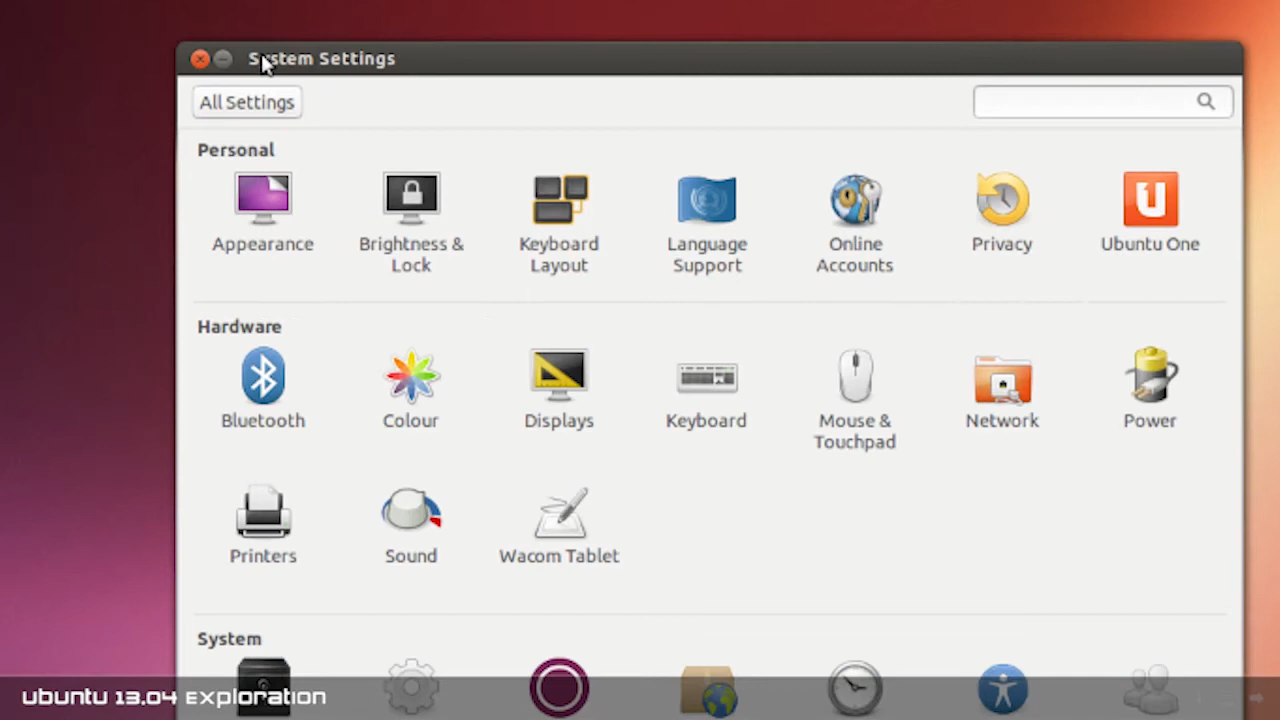 System Settings
All Settings
Personal
Appearance
Brightness &
Lock
Keyboard
Layout
Language
Support
Online
Accounts
Privacy
Ubuntu One
Hardware
Bluetooth
Colour
Displays
Keyboard
Mouse &
Touchpad
Network
Power
Printers
Sound
Wacom Tablet
System
Ubuntu 13.04 Exploration